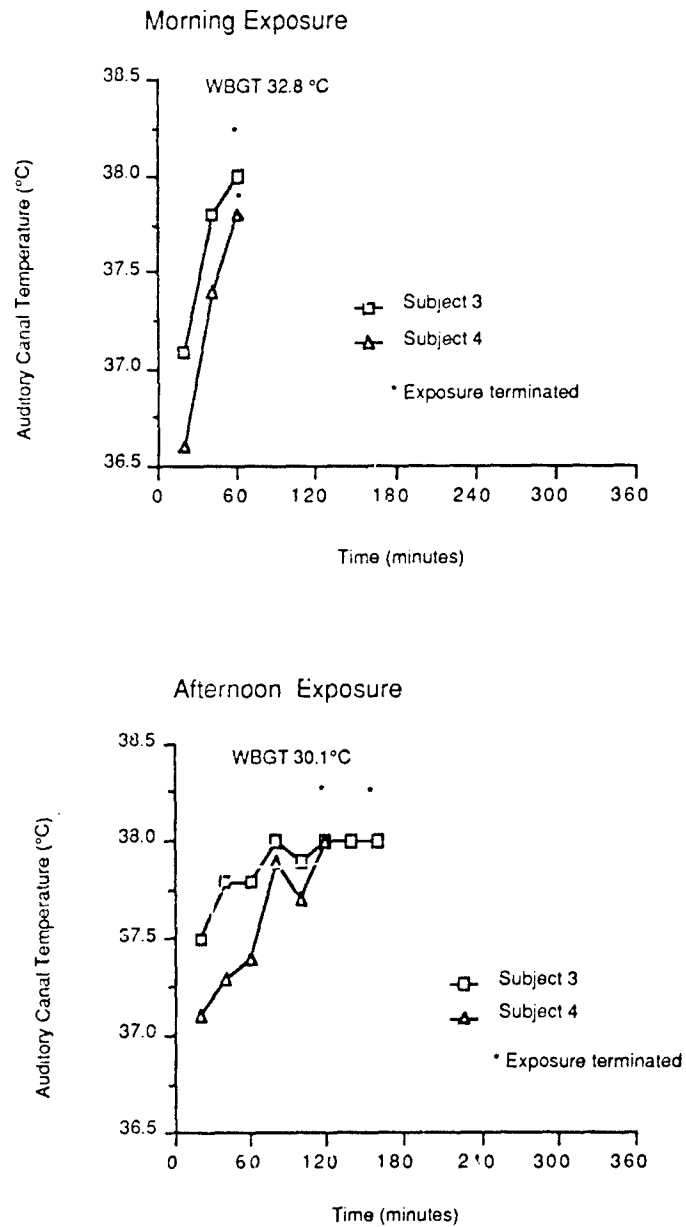 Morning Exposure
38.5
WBGT 32.8 °C
38.0
37.5
37.0
36.5
Auditory Canal Temperature (°C)
Subject 3
Subject 4
* Exposure terminated
0 60 120 180 240 300 360
Time (minutes)
Afternoon Exposure
38.5
WBGT 30.1°C
38.0
37.5
37.0
36.5
Auditory Canal Temperature (°C)
Subject 3
Subject 4
* Exposure terminated
0 60 120 180 240 300 360
Time (minutes)